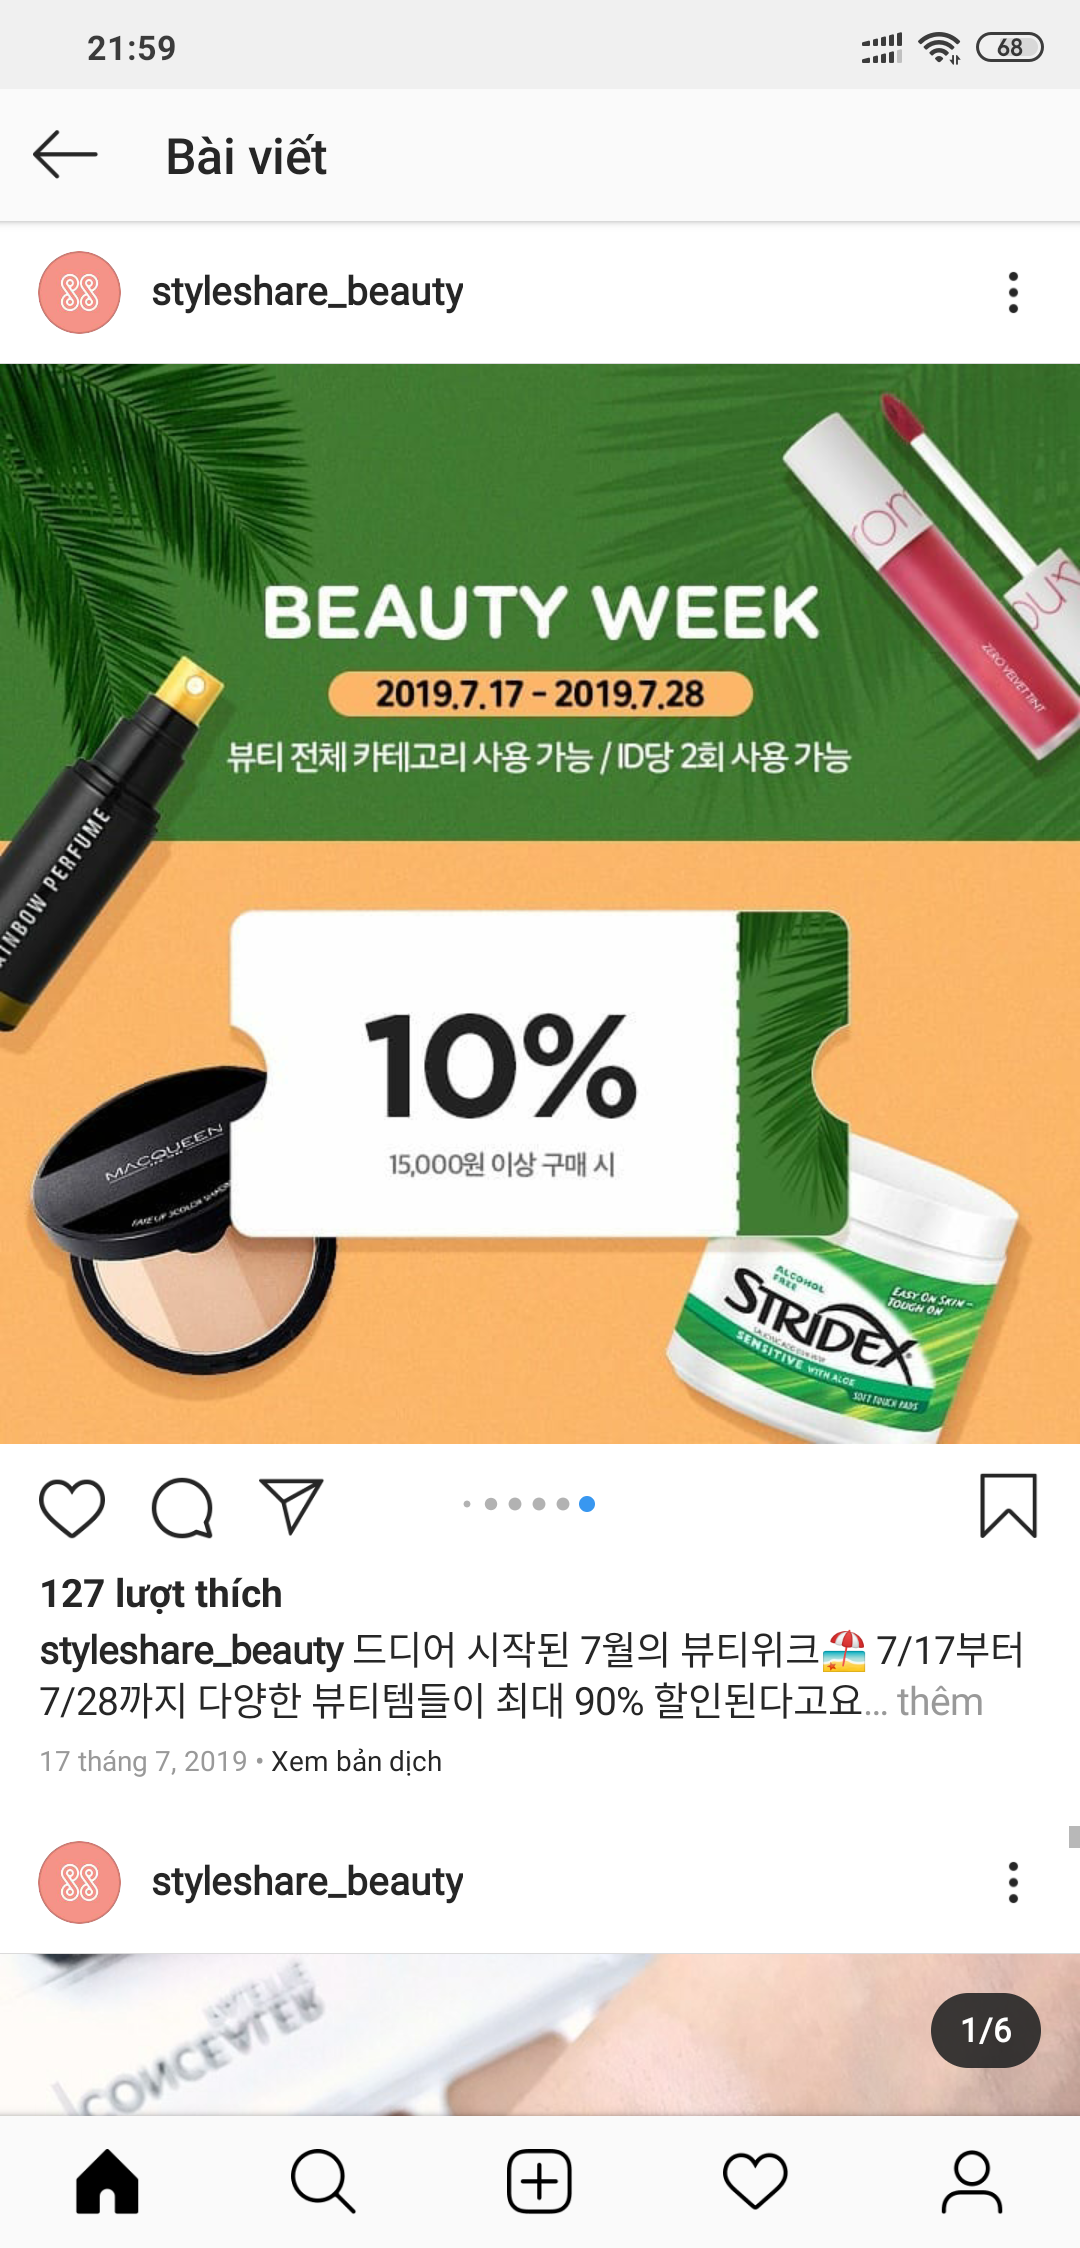 21:59
68
Bài viết
styleshare_beauty
rom
oun
ZERO VELVET TINT
BEAUTY WEEK
2019.7.17 - 2019.7.28
뷰티 전체 카테고리 사용 가능 / ID당 2회 사용 가능
INBOW PERFUME
10%
15,000원 이상 구매 시
MACQUEEN
ALCOHOL
FREE
EASY ON SKIN-
TOUGH ON
STRIDEX
SENSITIVE WITH ALOE
SOFT TOUCH PADS
127 lượt thích
styleshare_beauty 드디어 시작된 7월의 뷰티위크🏖 7/17부터
7/28까지 다양한 뷰티템들이 최대 90% 할인된다고요... thêm
17 tháng 7, 2019 • Xem bản dịch
styleshare_beauty
1/6